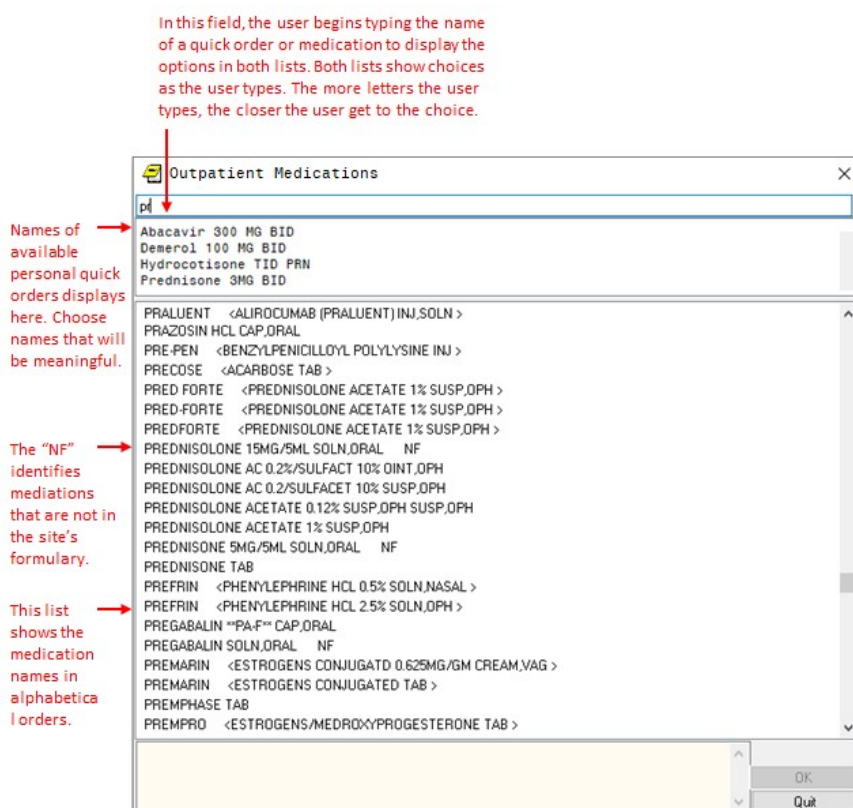 In this field, the user begins typing the name
of a quick order or medication to display the
options in both lists. Both lists show choices
as the user types. The more letters the user
types, the closer the user get to the choice.
Outpatient Medications
pr
Names of
available
personal quick
orders displays
here. Choose
names that will
be meaningful.
Abacavir 300 MG BID
Demerol 100 MG BID
Hydrocotisone TID PRN
Prednisone 3MG BID
PRALUENT <ALIROCUMAB (PRALUENT) INJ,SOLN >
PRAZOSIN HCL CAP,ORAL
PRE-PEN <BENZYLPENICILLOYL POLYLYSINE INJ >
PRECOSE <ACARBOSE TAB >
PRED FORTE <PREDNISOLONE ACETATE 1% SUSP,OPH >
PRED-FORTE <PREDNISOLONE ACETATE 1% SUSP,OPH >
PREDFORTE <PREDNISOLONE ACETATE 1% SUSP,OPH >
The “NF”
identifies
mediations
that are not in
the site’s
formulary.
PREDNISOLONE 15MG/5ML SOLN,ORAL NF
PREDNISOLONE AC 0.2%/SULFACT 10% OINT,OPH
PREDNISOLONE AC 0.2/SULFACET 10% SUSP,OPH
PREDNISOLONE ACETATE 0.12% SUSP,OPH SUSP,OPH
PREDNISOLONE ACETATE 1% SUSP,OPH
PREDNISONE 5MG/5ML SOLN,ORAL NF
PREDNISONE TAB
PREFRIN <PHENYLEPHRINE HCL 0.5% SOLN,NASAL >
This list
shows the
medication
names in
alphabetica
l orders.
PREFRIN <PHENYLEPHRINE HCL 2.5% SOLN,OPH >
PREGABALIN **PA-F** CAP,ORAL
PREGABALIN SOLN,ORAL NF
PREMARIN <ESTROGENS CONJUGATD 0.625MG/GM CREAM,VAG >
PREMARIN <ESTROGENS CONJUGATED TAB >
PREMPHASE TAB
PREMPRO <ESTROGENS/MEDROXYPROGESTERONE TAB >
OK
Quit